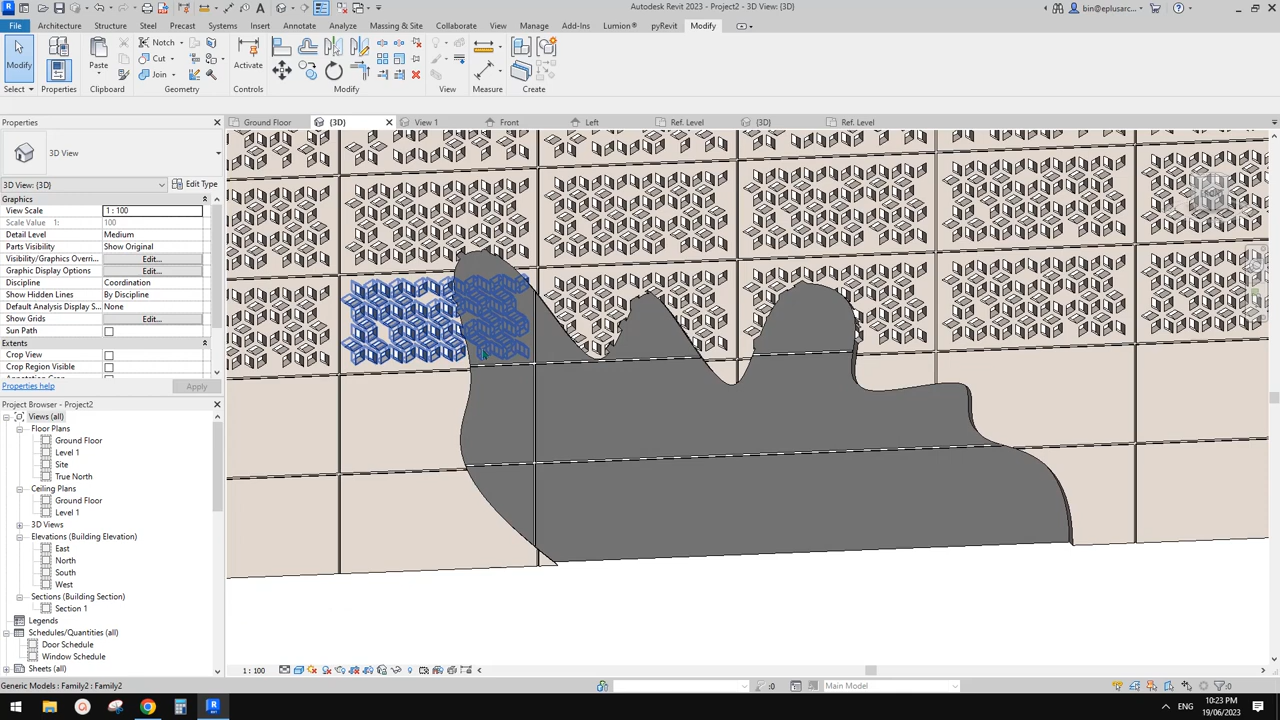 Autodesk Revit 2023 - Project2 - 3D View: {3D}
bin@eplusarc...
File
Architecture
Structure
Steel
Precast
Systems
Insert
Annotate
Analyze
Massing & Site
Collaborate
View
Manage
Add-Ins
Lumion®
pyRevit
Modify
Modify
Properties
Paste
Notch
Cut
Join
Activate
Select
Properties
Clipboard
Geometry
Controls
Modify
View
Measure
Create
Properties
Ground Floor
{3D}
View 1
Front
Left
Ref. Level
{3D}
Ref. Level
3D View
3D View: {3D}
Edit Type
Graphics
View Scale 1 : 100
Scale Value 1: 100
Detail Level Medium
Parts Visibility Show Original
Visibility/Graphics Overri... Edit...
Graphic Display Options Edit...
Discipline Coordination
Show Hidden Lines By Discipline
Default Analysis Display S... None
Show Grids Edit...
Sun Path
Extents
Crop View
Crop Region Visible
Properties help
Apply
Project Browser - Project2
Views (all)
Floor Plans
Ground Floor
Level 1
Site
True North
Ceiling Plans
Ground Floor
Level 1
3D Views
Elevations (Building Elevation)
East
North
South
West
Sections (Building Section)
Section 1
Legends
Schedules/Quantities (all)
Door Schedule
Window Schedule
Sheets (all)
1 : 100
Generic Models : Family2 : Family2
:0
Main Model
:0
10:23 PM
19/06/2023